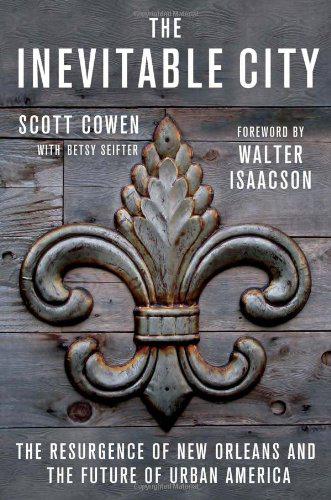 THE
INEVITABLE CITY
SCOTT COWEN
WITH BETSY SEIFTER
FOREWORD BY
WALTER
ISAACSON
THE RESURGENCE OF NEW ORLEANS AND
THE FUTURE OF URBAN AMERICA